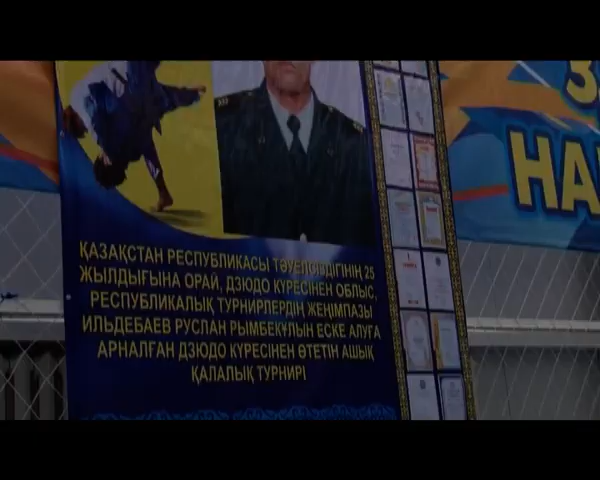 ҚАЗАҚСТАН РЕСПУБЛИКАСЫ ТӘУЕЛСІЗДІГІНІҢ 25
ЖЫЛДЫҒЫНА ОРАЙ, ДЗЮДО КҮРЕСІНЕН ОБЛЫС,
РЕСПУБЛИКАЛЫҚ ТУРНИРЛЕРДІҢ ЖЕҢІМПАЗЫ
ИЛЬДЕБАЕВ РУСЛАН РЫМБЕКҰЛЫН ЕСКЕ АЛУҒА
АРНАЛҒАН ДЗЮДО КҮРЕСІНЕН ӨТЕТІН АШЫҚ
ҚАЛАЛЫҚ ТУРНИРІ